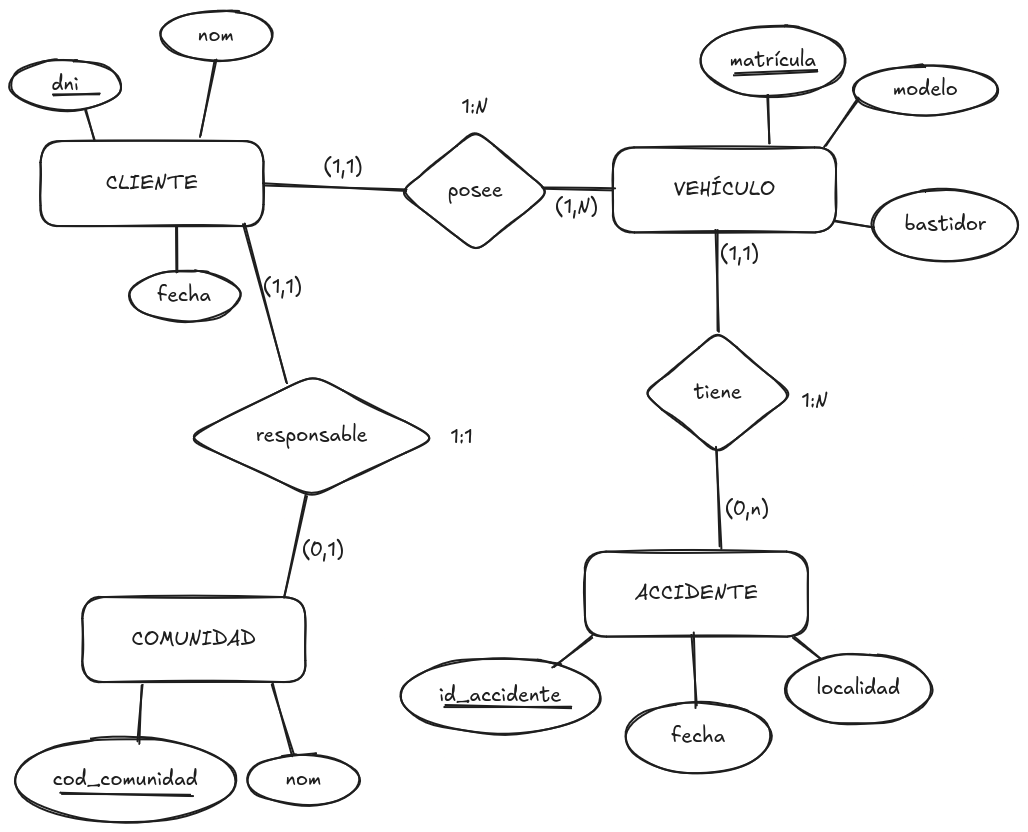 nom
dni
matrícula
modelo
1:N
(1,1)
CLIENTE
posee
VEHÍCULO
(1,N)
bastidor
(1,1)
fecha
(1,1)
tiene
1:N
responsable
1:1
(0,n)
(0,1)
ACCIDENTE
COMUNIDAD
id_accidente
localidad
fecha
cod_comunidad
nom